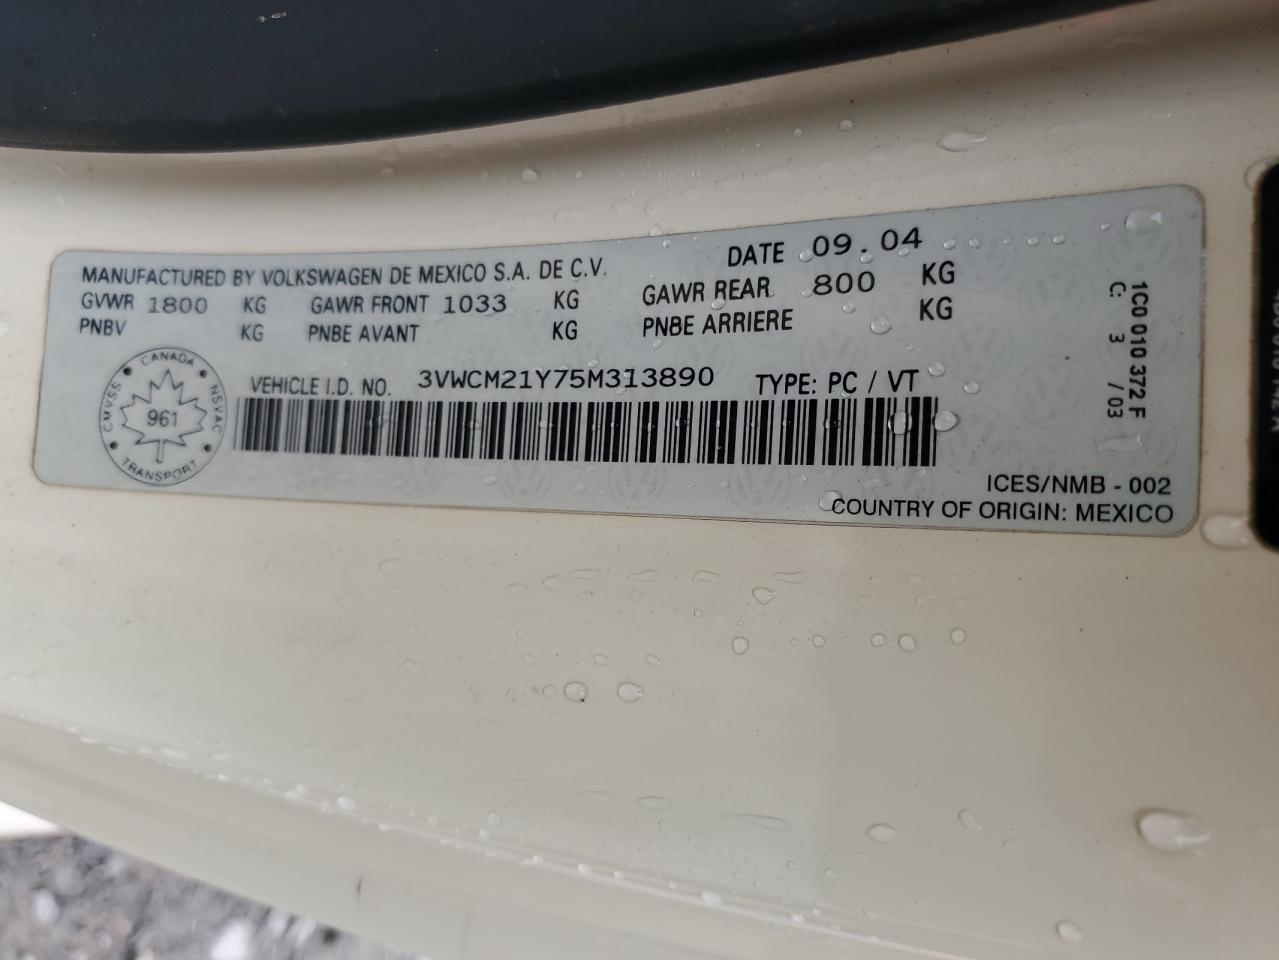 MANUFACTURED BY VOLKSWAGEN DE MEXICO S.A. DE C.V. DATE 09.04
GVWR 1800 KG GAWR FRONT 1033 KG GAWR REAR 800 KG
PNBV KG PNBE AVANT KG PNBE ARRIERE KG
VEHICLE I.D. NO. 3VWCM21Y75M313890 TYPE: PC / VT
CANADA
CMVSS
NSVAC
961
TRANSPORT
ICES/NMB - 002
COUNTRY OF ORIGIN: MEXICO
1C0 010 372 F
C: 3 /03